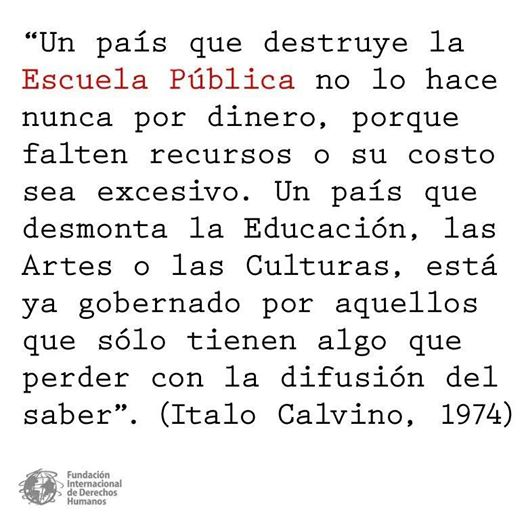 “Un país que destruye la
Escuela Pública no lo hace
nunca por dinero, porque
falten recursos o su costo
sea excesivo. Un país que
desmonta la Educación, las
Artes o las Culturas, está
ya gobernado por aquellos
que sólo tienen algo que
perder con la difusión del
saber”. (Italo Calvino, 1974)
Fundación
Internacional
de Derechos
Humanos